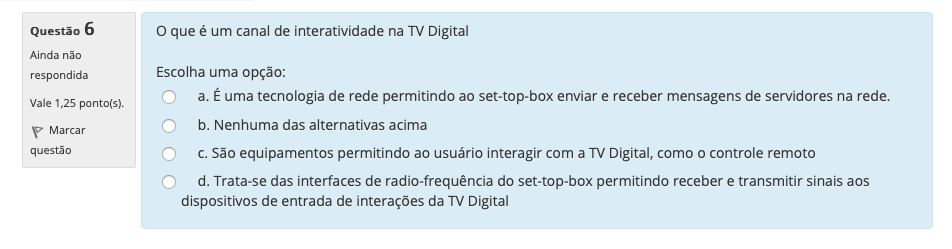 Questão 6
Ainda não
respondida
Vale 1,25 ponto(s).
Marcar
questão
O que é um canal de interatividade na TV Digital
Escolha uma opção:
a. É uma tecnologia de rede permitindo ao set-top-box enviar e receber mensagens de servidores na rede.
b. Nenhuma das alternativas acima
c. São equipamentos permitindo ao usuário interagir com a TV Digital, como o controle remoto
d. Trata-se das interfaces de radio-frequência do set-top-box permitindo receber e transmitir sinais aos
dispositivos de entrada de interações da TV Digital